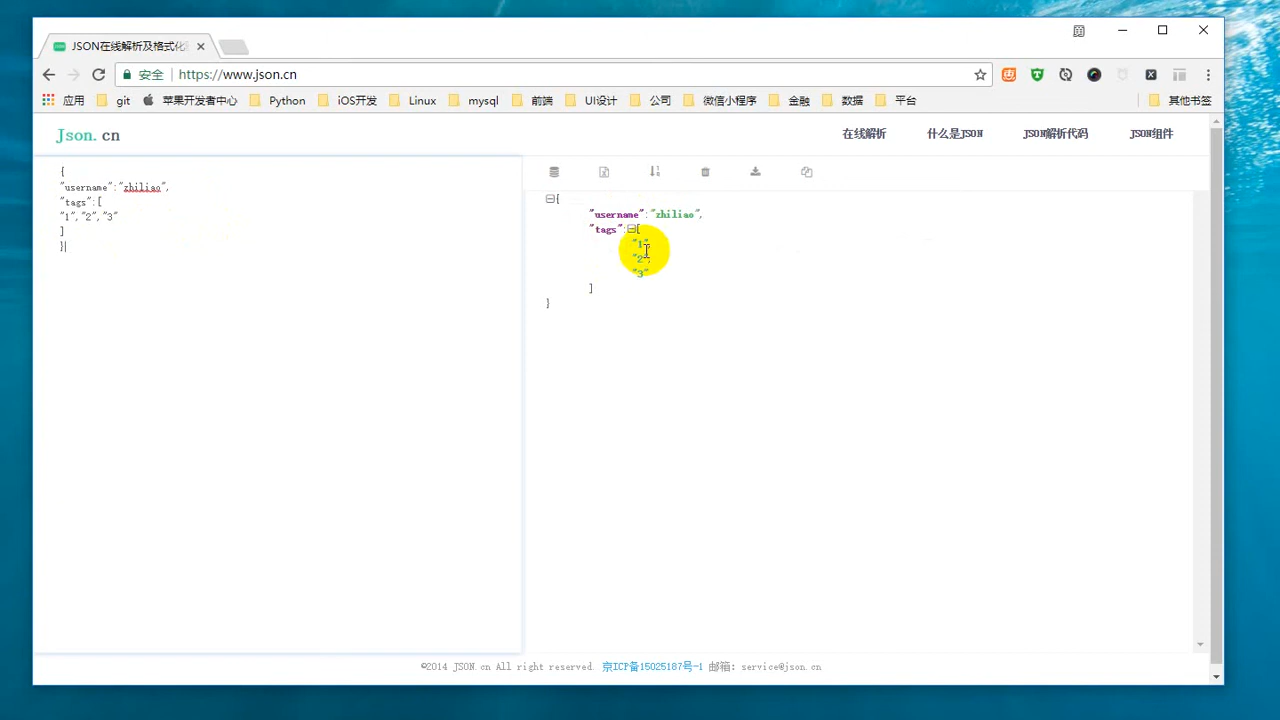 JSON在线解析及格式化
安全 https://www.json.cn
应用 git 苹果开发者中心 Python iOS开发 Linux mysql 前端 UI设计 公司 微信小程序 金融 数据 平台 其他书签
Json.cn 在线解析 什么是JSON JSON解析代码 JSON组件
{
"username":"zhiliao",
"tags":[
"1","2","3"
]
}
{
"username":"zhiliao",
"tags":[
"1",
"2",
"3"
]
}
©2014 JSON.cn All right reserved. 京ICP备15025187号-1 邮箱: service@json.cn